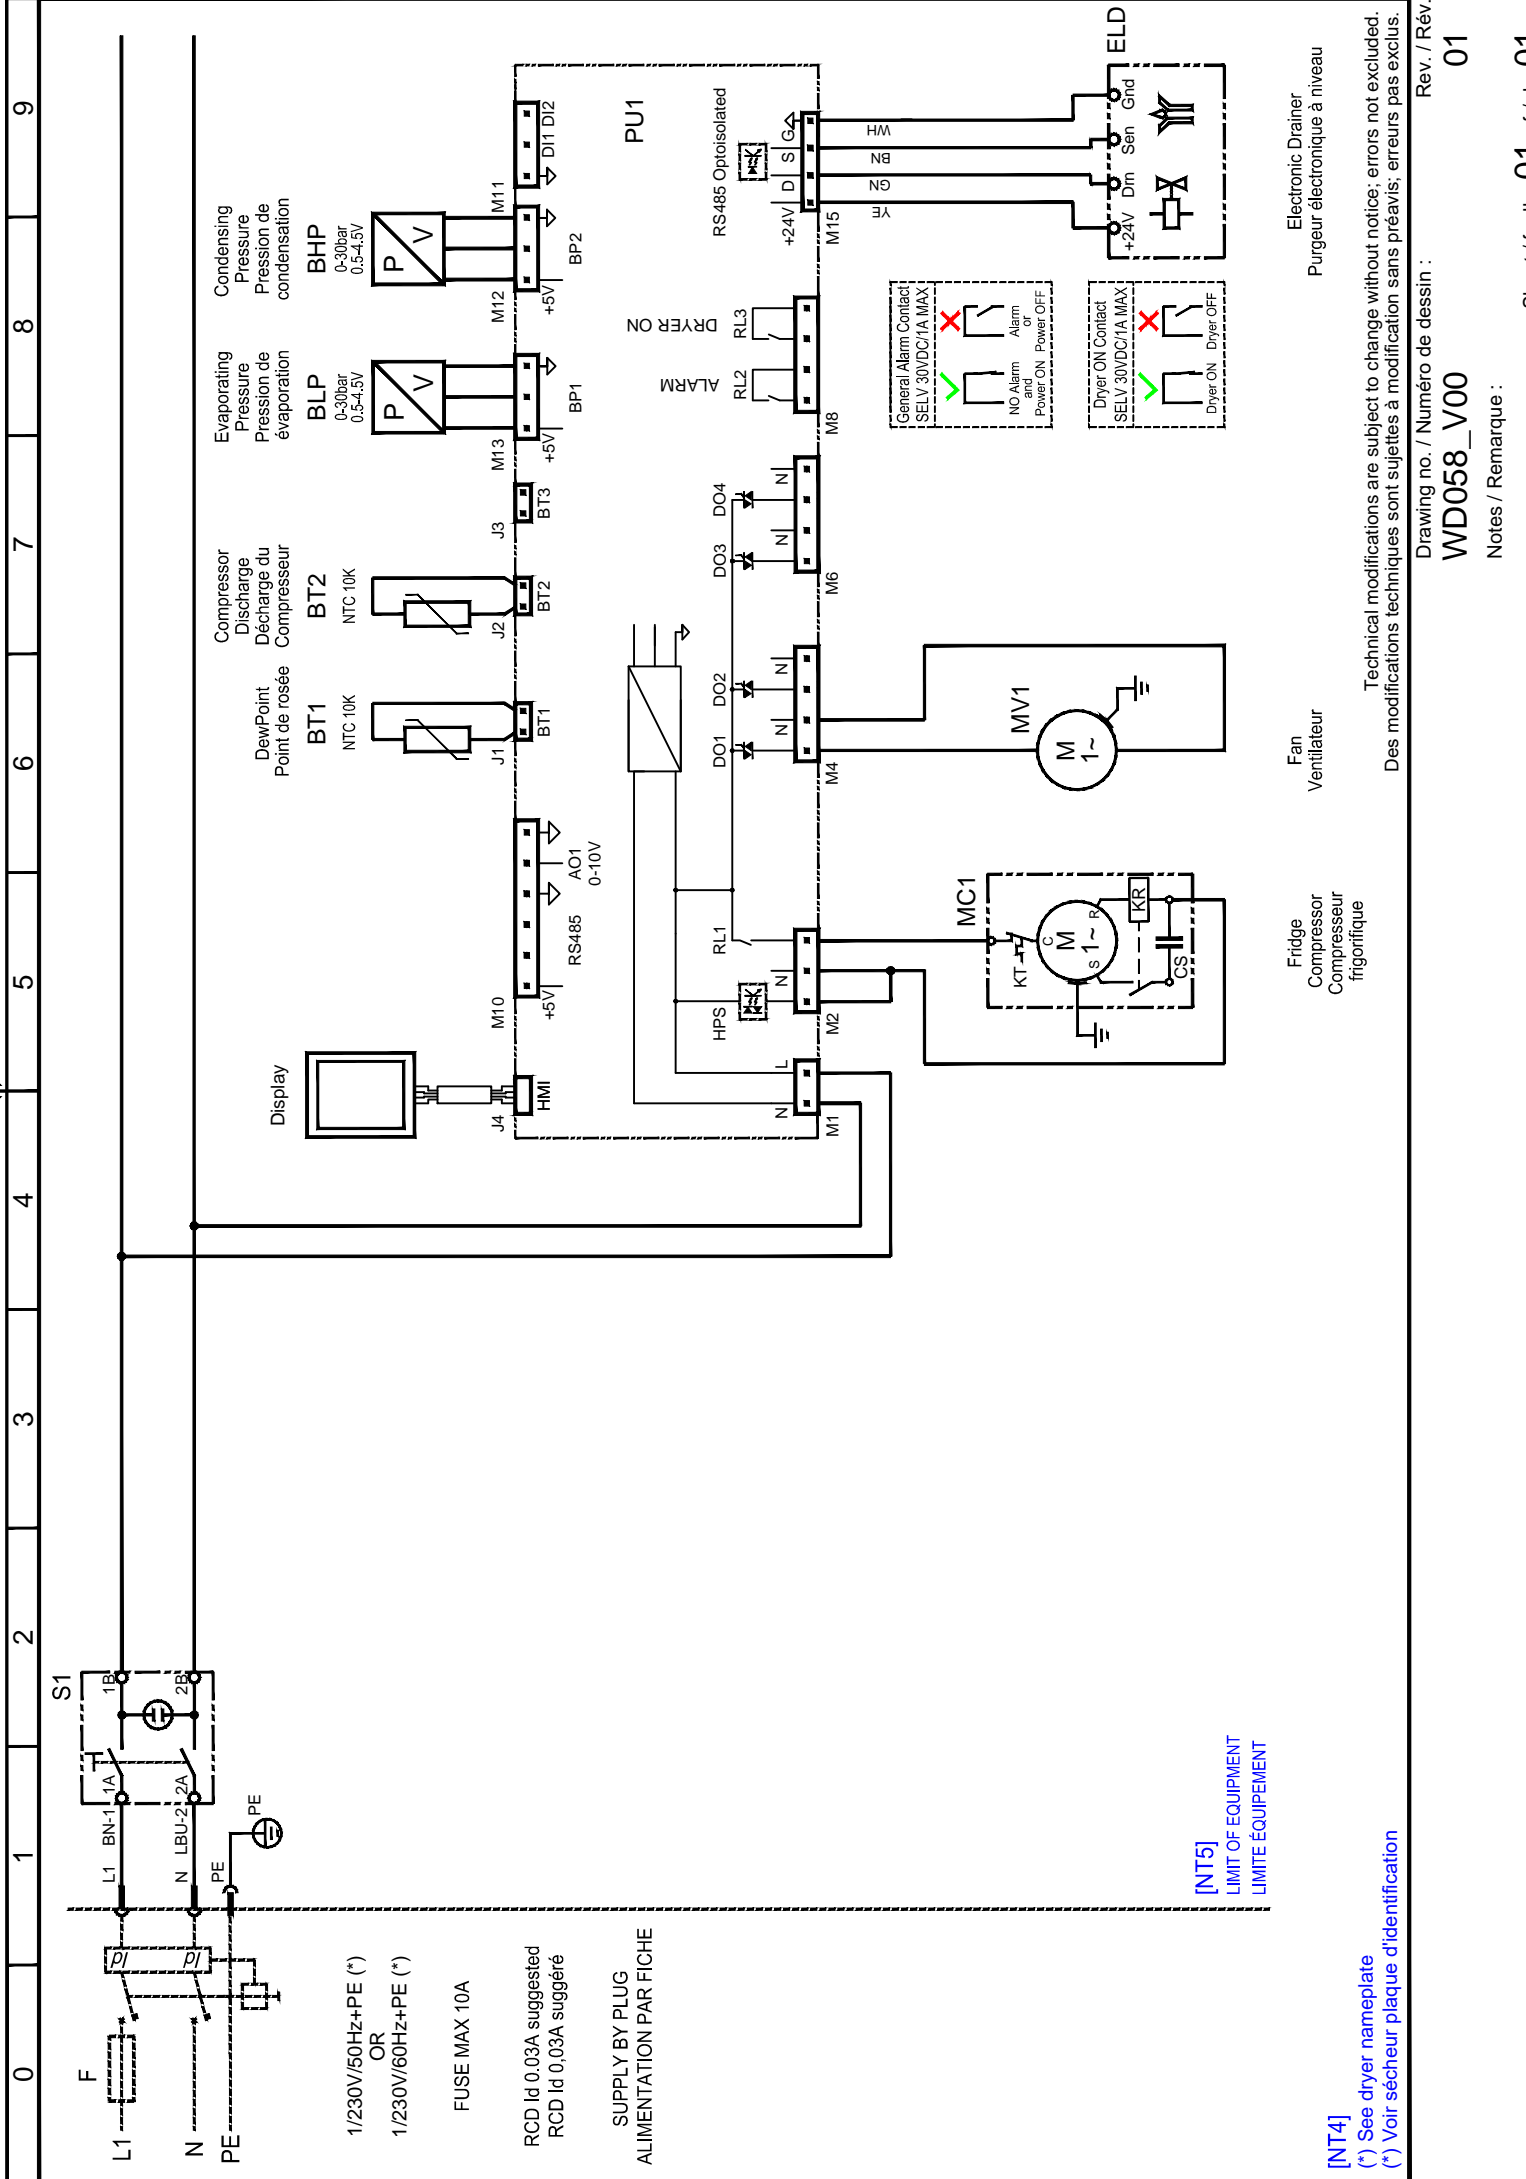 0
1
2
3
4
5
6
7
8
9
L1
N
PE
F
Id
Id
L1
N
PE
BN-1
LBU-2
PE
1A
2A
S1
1B
2B
1/230V/50Hz+PE (*)
OR
1/230V/60Hz+PE (*)
FUSE MAX 10A
RCD Id 0.03A suggested
RCD Id 0,03A suggéré
SUPPLY BY PLUG
ALIMENTATION PAR FICHE
[NT5]
LIMIT OF EQUIPMENT
LIMITE ÉQUIPEMENT
[NT4]
(*) See dryer nameplate
(*) Voir sécheur plaque d'identification
Display
J4
HMI
M10
+5V
RS485
AO1
0-10V
DewPoint
Point de rosée
BT1
NTC 10K
J1
BT1
Compressor
Discharge
Décharge du
Compresseur
BT2
NTC 10K
J2
BT2
J3
BT3
Evaporating
Pressure
Pression de
évaporation
BLP
0-30bar
0.5-4.5V
P
V
M13
+5V
BP1
Condensing
Pressure
Pression de
condensation
BHP
0-30bar
0.5-4.5V
P
V
M12
+5V
BP2
M11
DI1 DI2
PU1
N
L
M1
HPS
N
RL1
M2
DO1
N
DO2
N
M4
DO3
N
DO4
N
M6
ALARM
DRYER ON
RL2
RL3
M8
RS485 Optoisolated
+24V
D
S
G
M15
YE
GN
BN
WH
ELD
+24V
Drn
Sen
Gnd
Electronic Drainer
Purgeur électronique à niveau
General Alarm Contact
SELV 30VDC/1A MAX
NO Alarm
and
Power ON
Alarm
or
Power OFF
Dryer ON Contact
SELV 30VDC/1A MAX
Dryer ON
Dryer OFF
MC1
KT
C
M
1~
S
R
KR
CS
Fridge
Compressor
Compresseur
frigorifique
MV1
M
1~
Fan
Ventilateur
Technical modifications are subject to change without notice; errors not excluded.
Des modifications techniques sont sujettes à modification sans préavis; erreurs pas exclus.
Drawing no. / Numéro de dessin :
Rev. / Rév.
WD058_V00
01
Notes / Remarque :